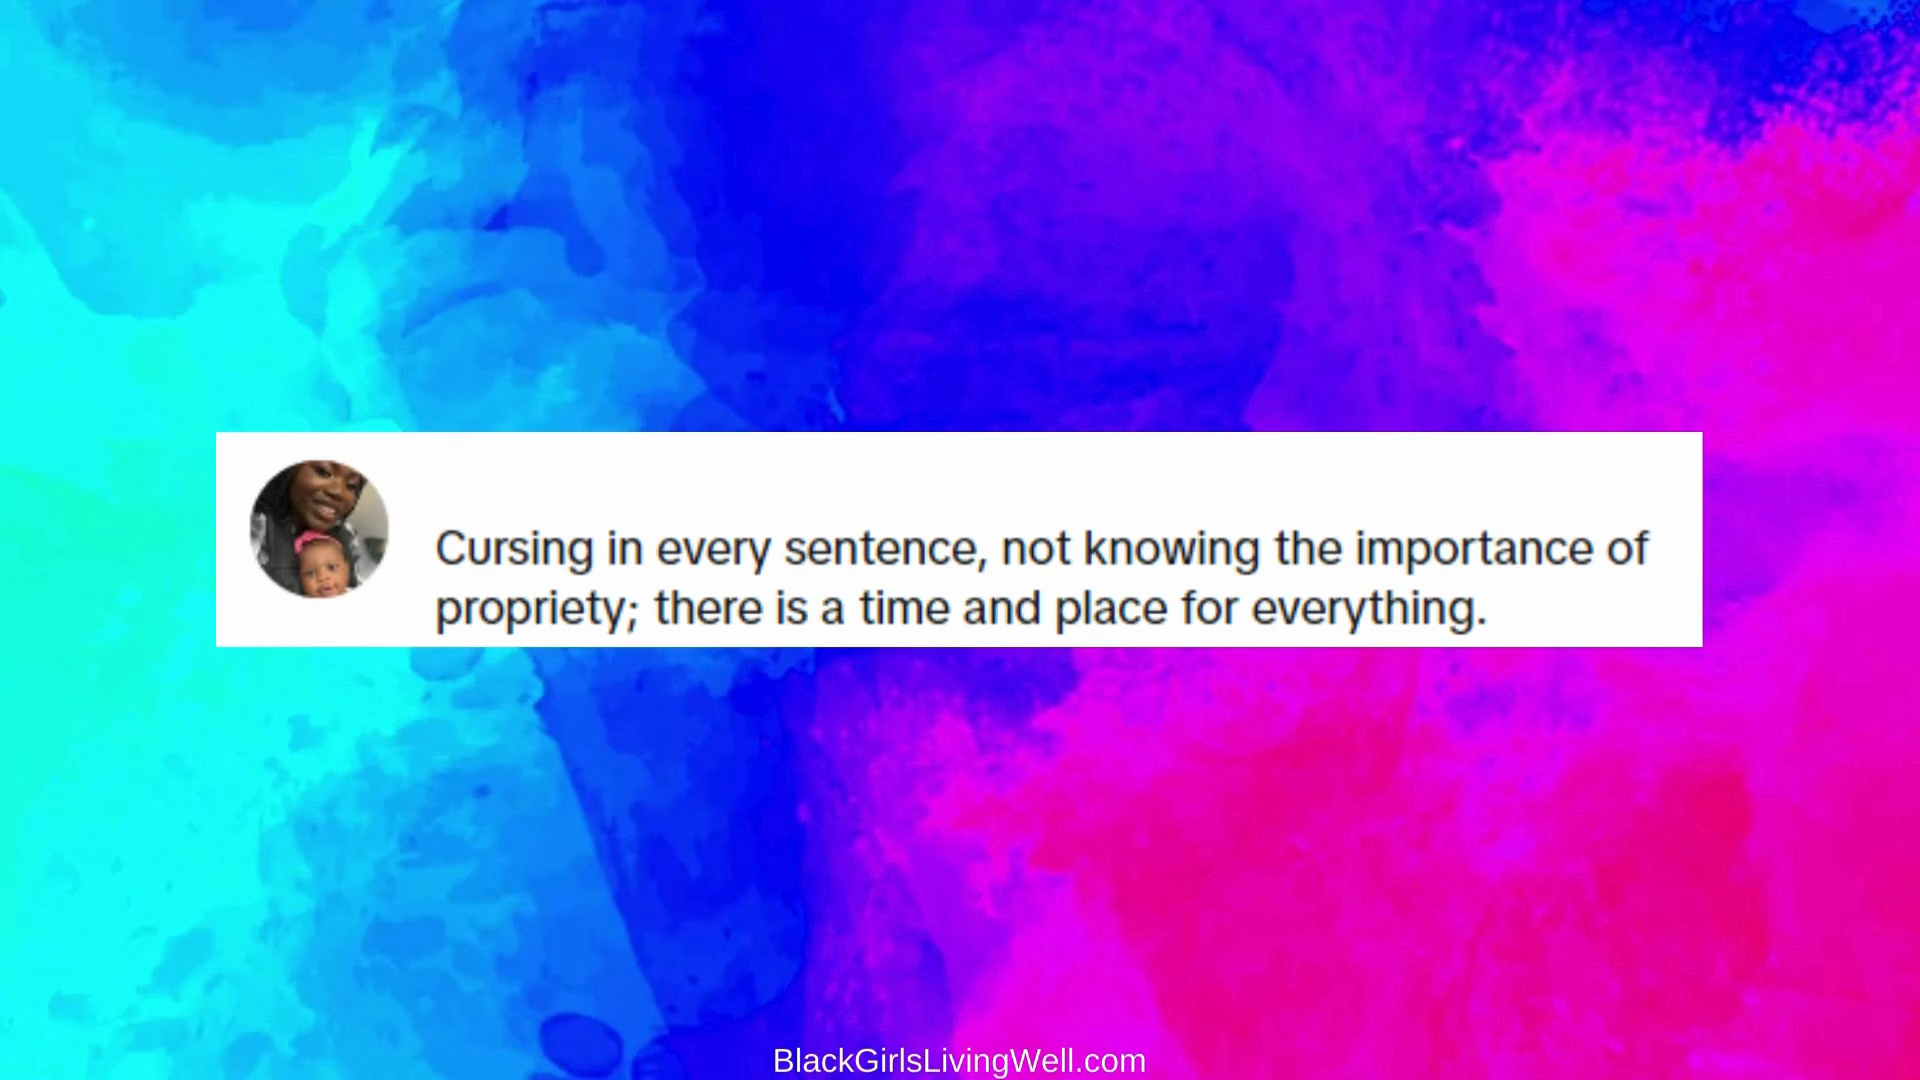 Cursing in every sentence, not knowing the importance of
propriety; there is a time and place for everything.
BlackGirlsLivingWell.com